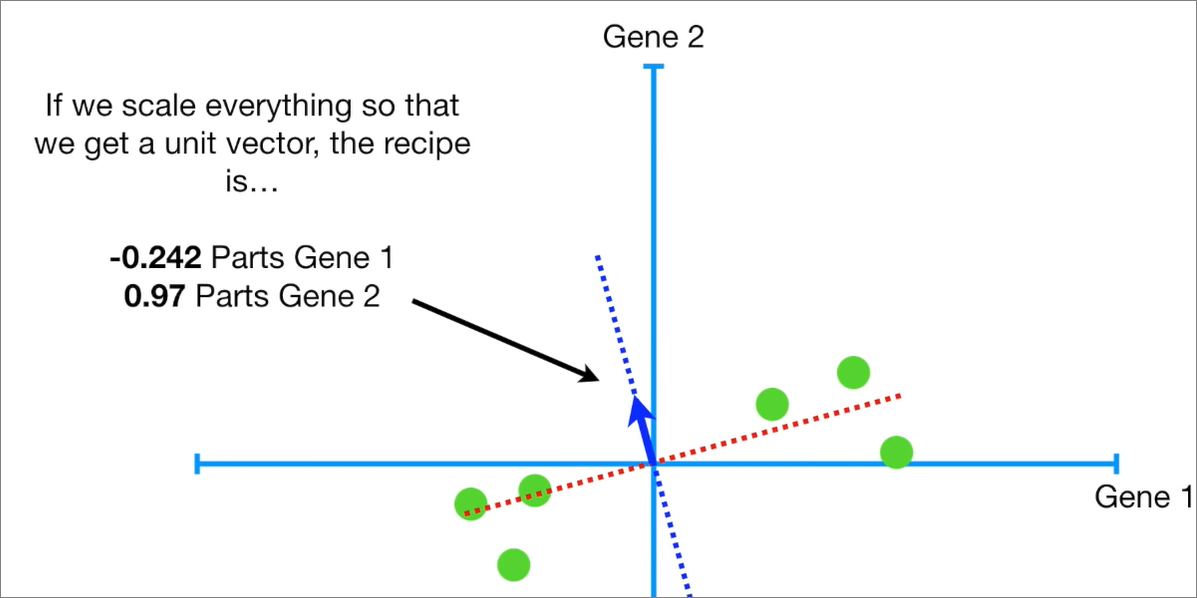 Gene 2
If we scale everything so that
we get a unit vector, the recipe
is…
-0.242 Parts Gene 1
0.97 Parts Gene 2
Gene 1